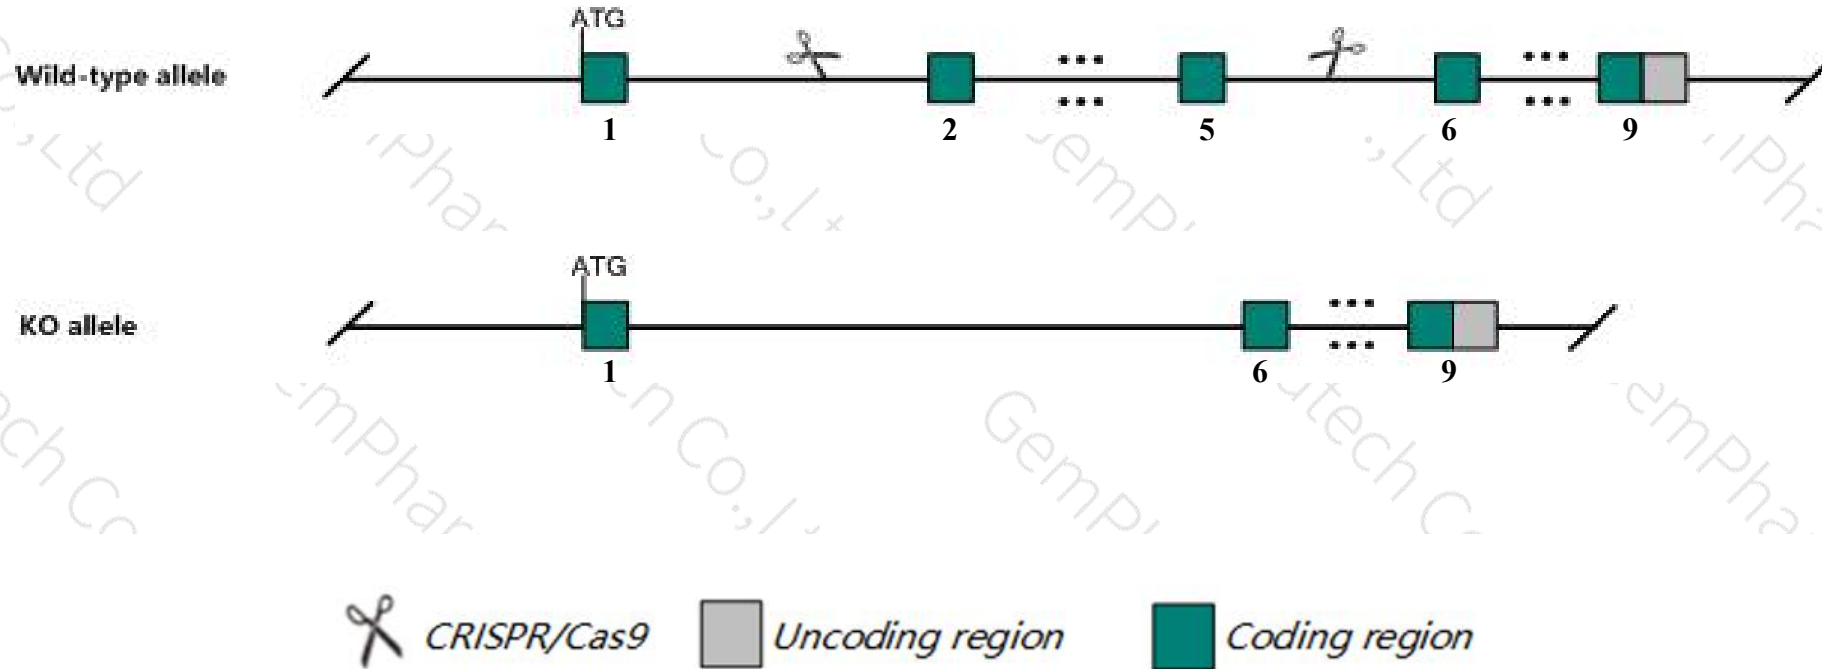 ATG
Wild-type allele
1 2 5 6 9
ATG
KO allele
1 6 9
CRISPR/Cas9 Uncoding region Coding region